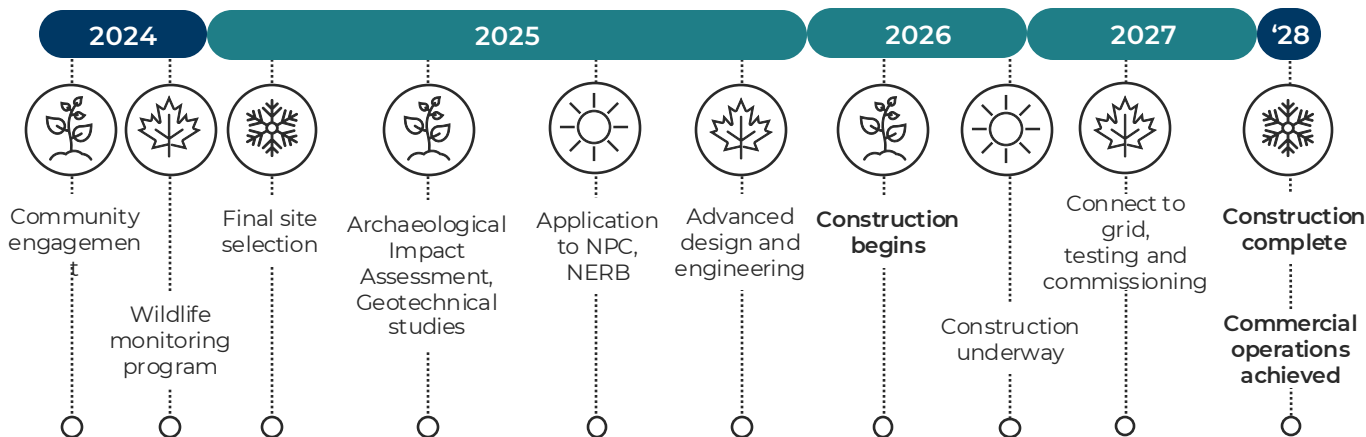 2024
2025
2026
2027
‘28
Community
engagemen
t
Wildlife
monitoring
program
Final site
selection
Archaeological
Impact
Assessment,
Geotechnical
studies
Application
to NPC,
NERB
Advanced
design and
engineering
Construction
begins
Construction
underway
Connect to
grid,
testing and
commissioning
Construction
complete
Commercial
operations
achieved